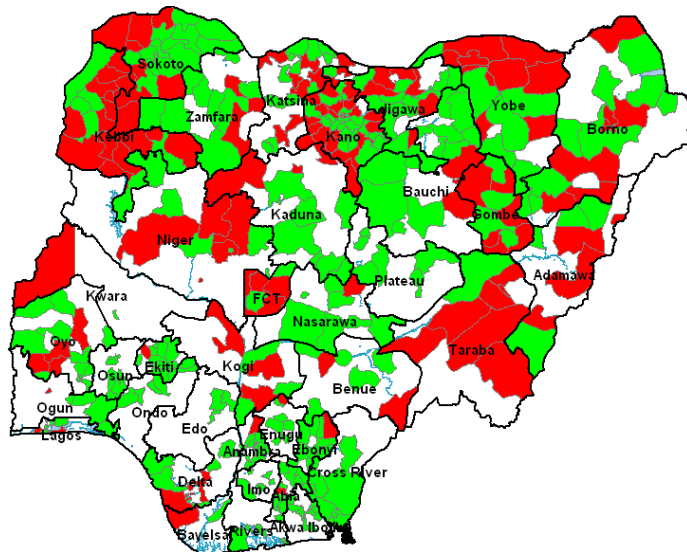 Sokoto
Katsina
Jigawa
Zamfara
Yobe
Kano
Borno
Kebbi
Bauchi
Kaduna
Gombe
Niger
Adamawa
Plateau
Kwara
FCT
Nasarawa
Oyo
Taraba
Kogi
Ekiti
Osun
Benue
Ogun
Ondo
Edo
Enugu
Lagos
Anambra
Ebonyi
Cross River
Delta
Imo
Abia
Bayelsa
Rivers
Akwa Ibom